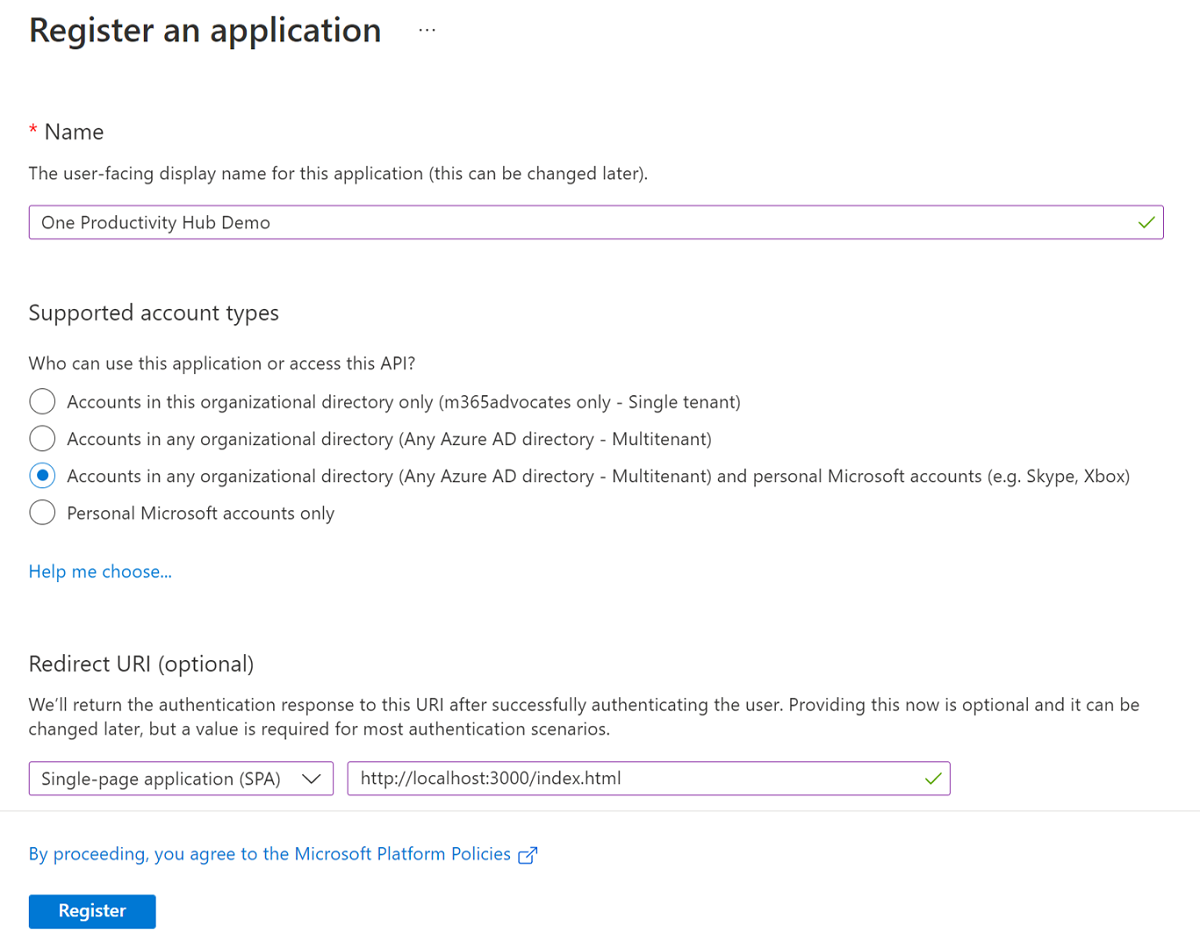 Register an application ...
* Name
The user-facing display name for this application (this can be changed later).
One Productivity Hub Demo
Supported account types
Who can use this application or access this API?
Accounts in this organizational directory only (m365advocates only - Single tenant)
Accounts in any organizational directory (Any Azure AD directory - Multitenant)
Accounts in any organizational directory (Any Azure AD directory - Multitenant) and personal Microsoft accounts (e.g. Skype, Xbox)
Personal Microsoft accounts only
Help me choose...
Redirect URI (optional)
We’ll return the authentication response to this URI after successfully authenticating the user. Providing this now is optional and it can be
changed later, but a value is required for most authentication scenarios.
Single-page application (SPA) http://localhost:3000/index.html
By proceeding, you agree to the Microsoft Platform Policies
Register